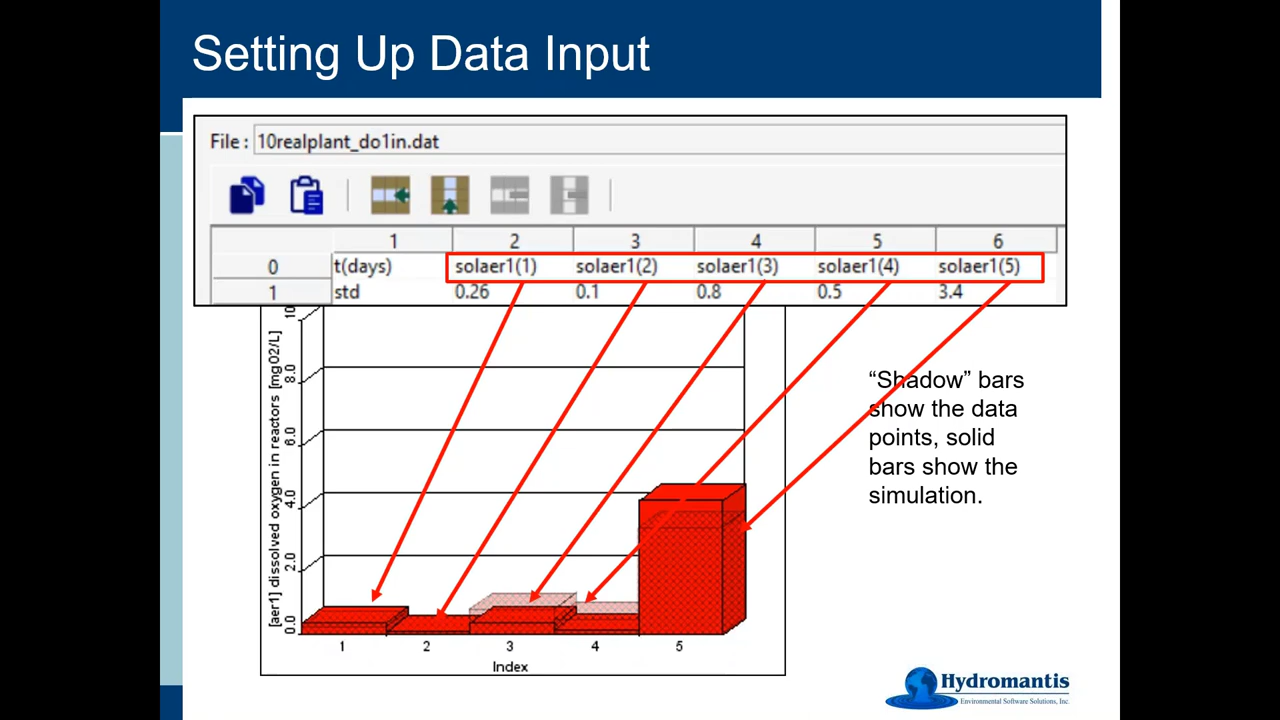 Setting Up Data Input
File : 10realplant_do1in.dat
1 2 3 4 5 6
0 t(days) solaer1(1) solaer1(2) solaer1(3) solaer1(4) solaer1(5)
1 std 0.26 0.1 0.8 0.5 3.4
[aer1] dissolved oxygen in reactors [mgO2/L]
10
8.0
6.0
4.0
2.0
0.0
1 2 3 4 5
Index
“Shadow” bars
show the data
points, solid
bars show the
simulation.
Hydromantis
Environmental Software Solutions, Inc.